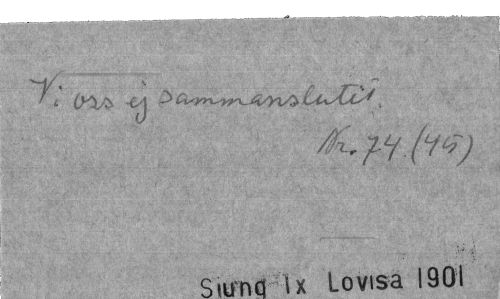 Vi oss ej sammanslutit.
Nr. 74. (45)
Siung Ix Lovisa 1901